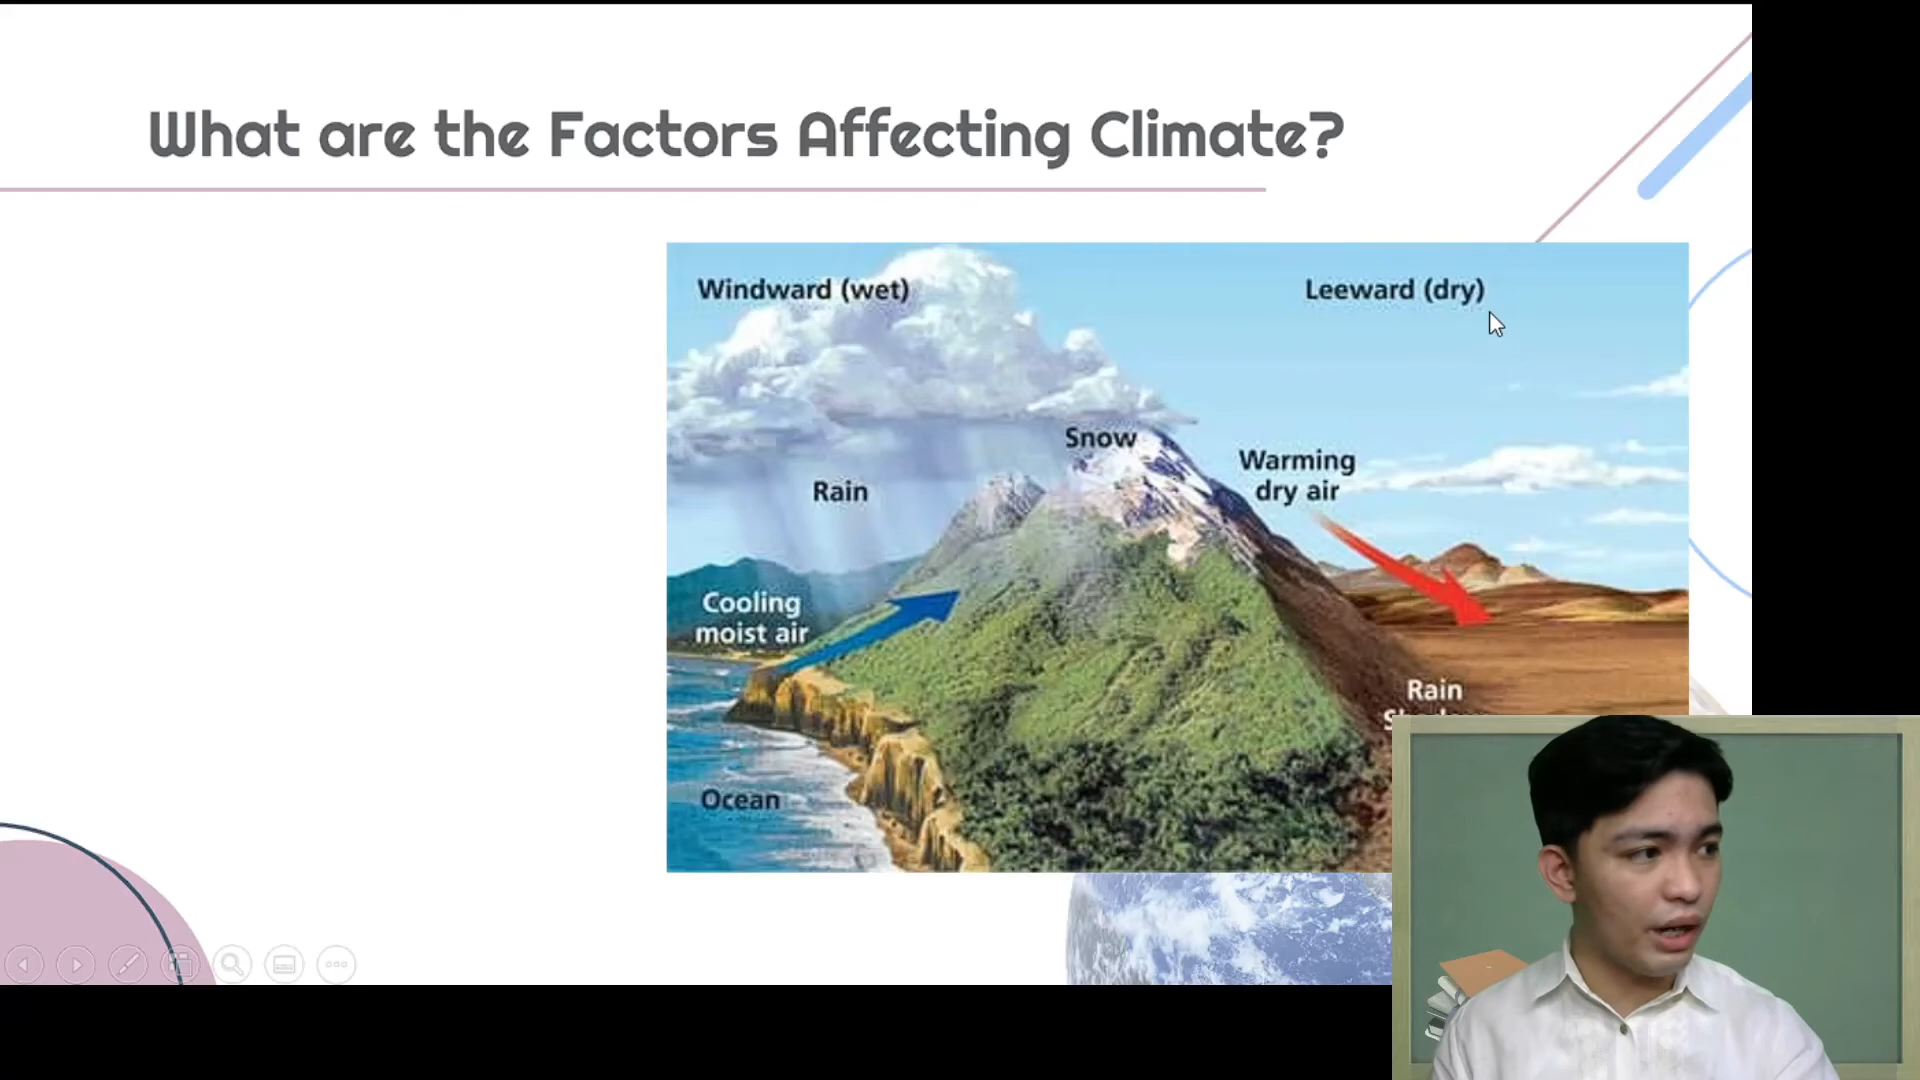 What are the Factors Affecting Climate?
Windward (wet)
Leeward (dry)
Snow
Warming
dry air
Rain
Cooling
moist air
Rain
Ocean